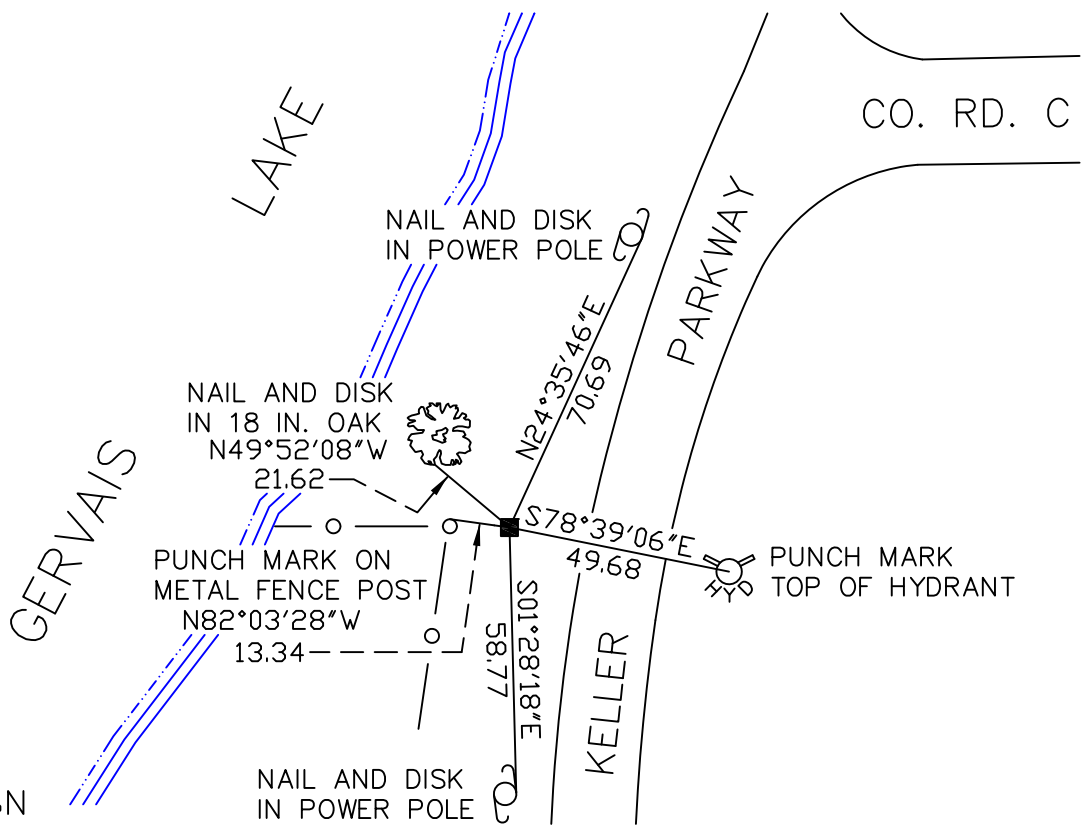 CO. RD. C
LAKE
NAIL AND DISK
IN POWER POLE
PARKWAY
N24°35'46"E
70.69
NAIL AND DISK
IN 18 IN. OAK
N49°52'08"W
21.62
GERVAIS
S78°39'06"E
49.68
PUNCH MARK
TOP OF HYDRANT
HYD
PUNCH MARK ON
METAL FENCE POST
N82°03'28"W
13.34
S01°28'18"E
58.77
KELLER
NAIL AND DISK
IN POWER POLE